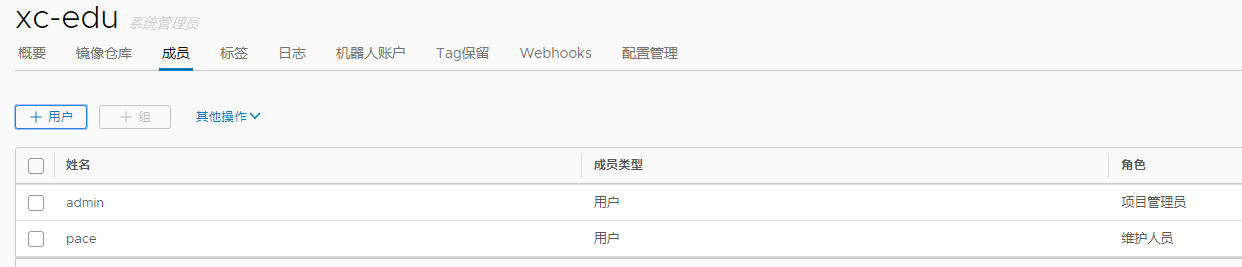 xc-edu 系统管理员
概要 镜像仓库 成员 标签 日志 机器人账户 Tag保留 Webhooks 配置管理
+ 用户 + 组 其他操作
姓名 成员类型 角色
admin 用户 项目管理员
pace 用户 维护人员